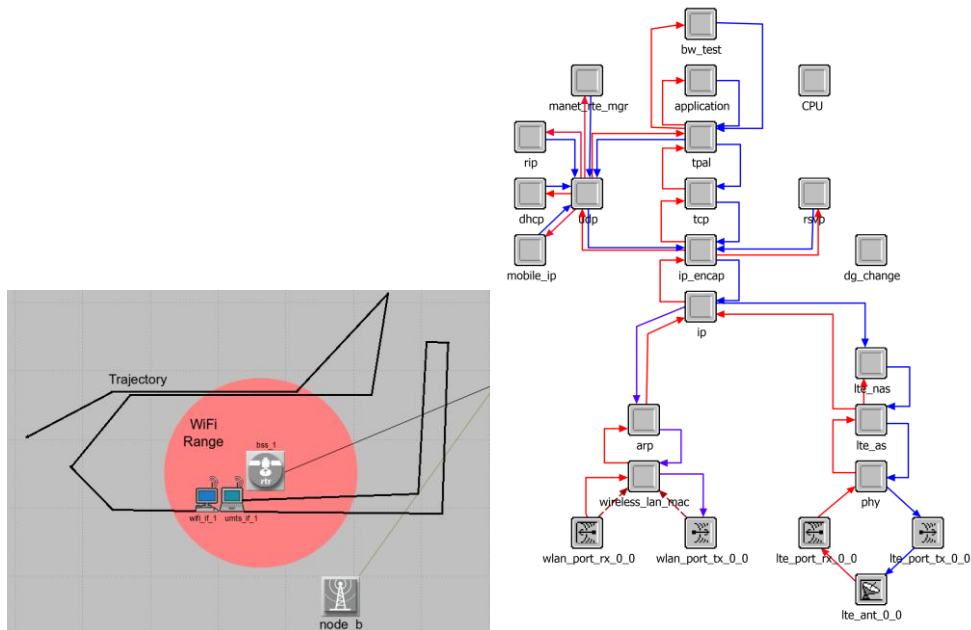 Trajectory
WiFi
Range
bss_1
rtr
wifi_if_1
umts_if_1
node_b
bw_test
manet_rte_mgr
application
CPU
rip
tpal
dhcp
udp
tcp
rsvp
mobile_ip
ip_encap
dg_change
ip
lte_nas
arp
lte_as
wireless_lan_mac
phy
wlan_port_rx_0_0
wlan_port_tx_0_0
lte_port_rx_0_0
lte_port_tx_0_0
lte_ant_0_0